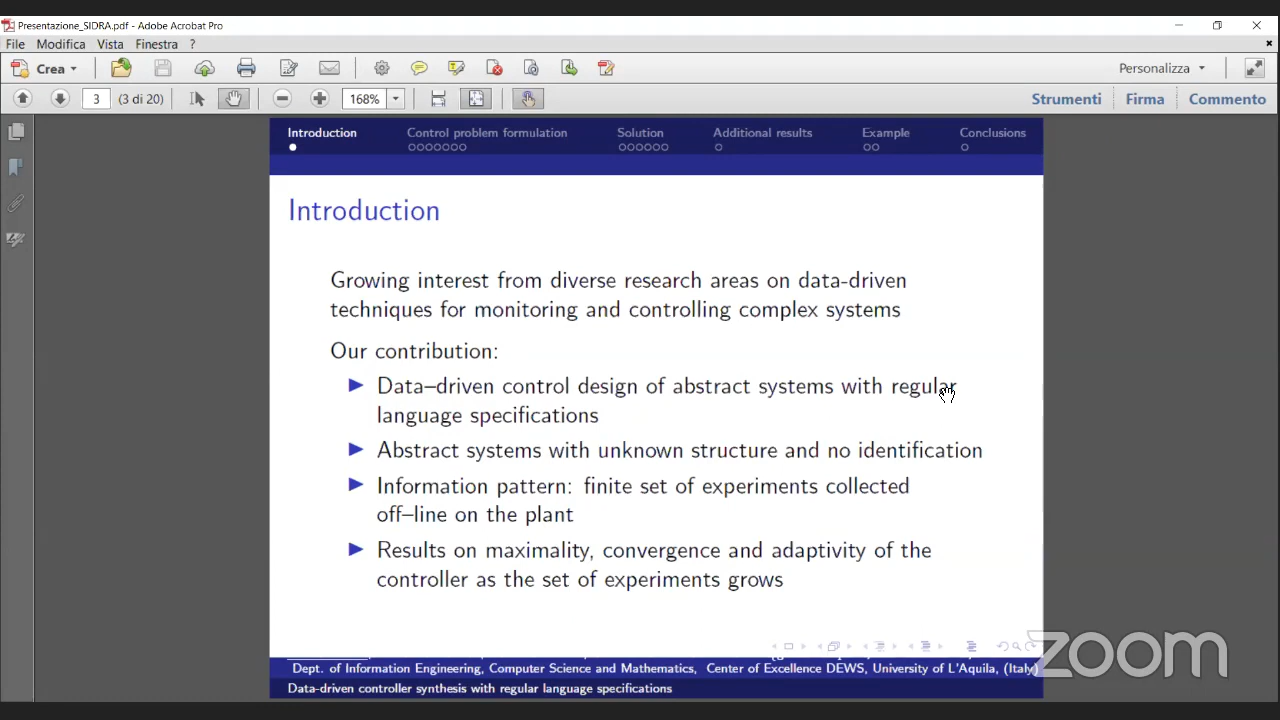 Presentazione_SIDRA.pdf - Adobe Acrobat Pro
File Modifica Vista Finestra ?
Crea
Personalizza
3 (3 di 20) 168% Strumenti Firma Commento
Introduction Control problem formulation Solution Additional results Example Conclusions
Introduction
Growing interest from diverse research areas on data-driven
techniques for monitoring and controlling complex systems
Our contribution:
Data–driven control design of abstract systems with regular
language specifications
Abstract systems with unknown structure and no identification
Information pattern: finite set of experiments collected
off–line on the plant
Results on maximality, convergence and adaptivity of the
controller as the set of experiments grows
zoom
Dept. of Information Engineering, Computer Science and Mathematics, Center of Excellence DEWS, University of L'Aquila, (Italy)
Data-driven controller synthesis with regular language specifications